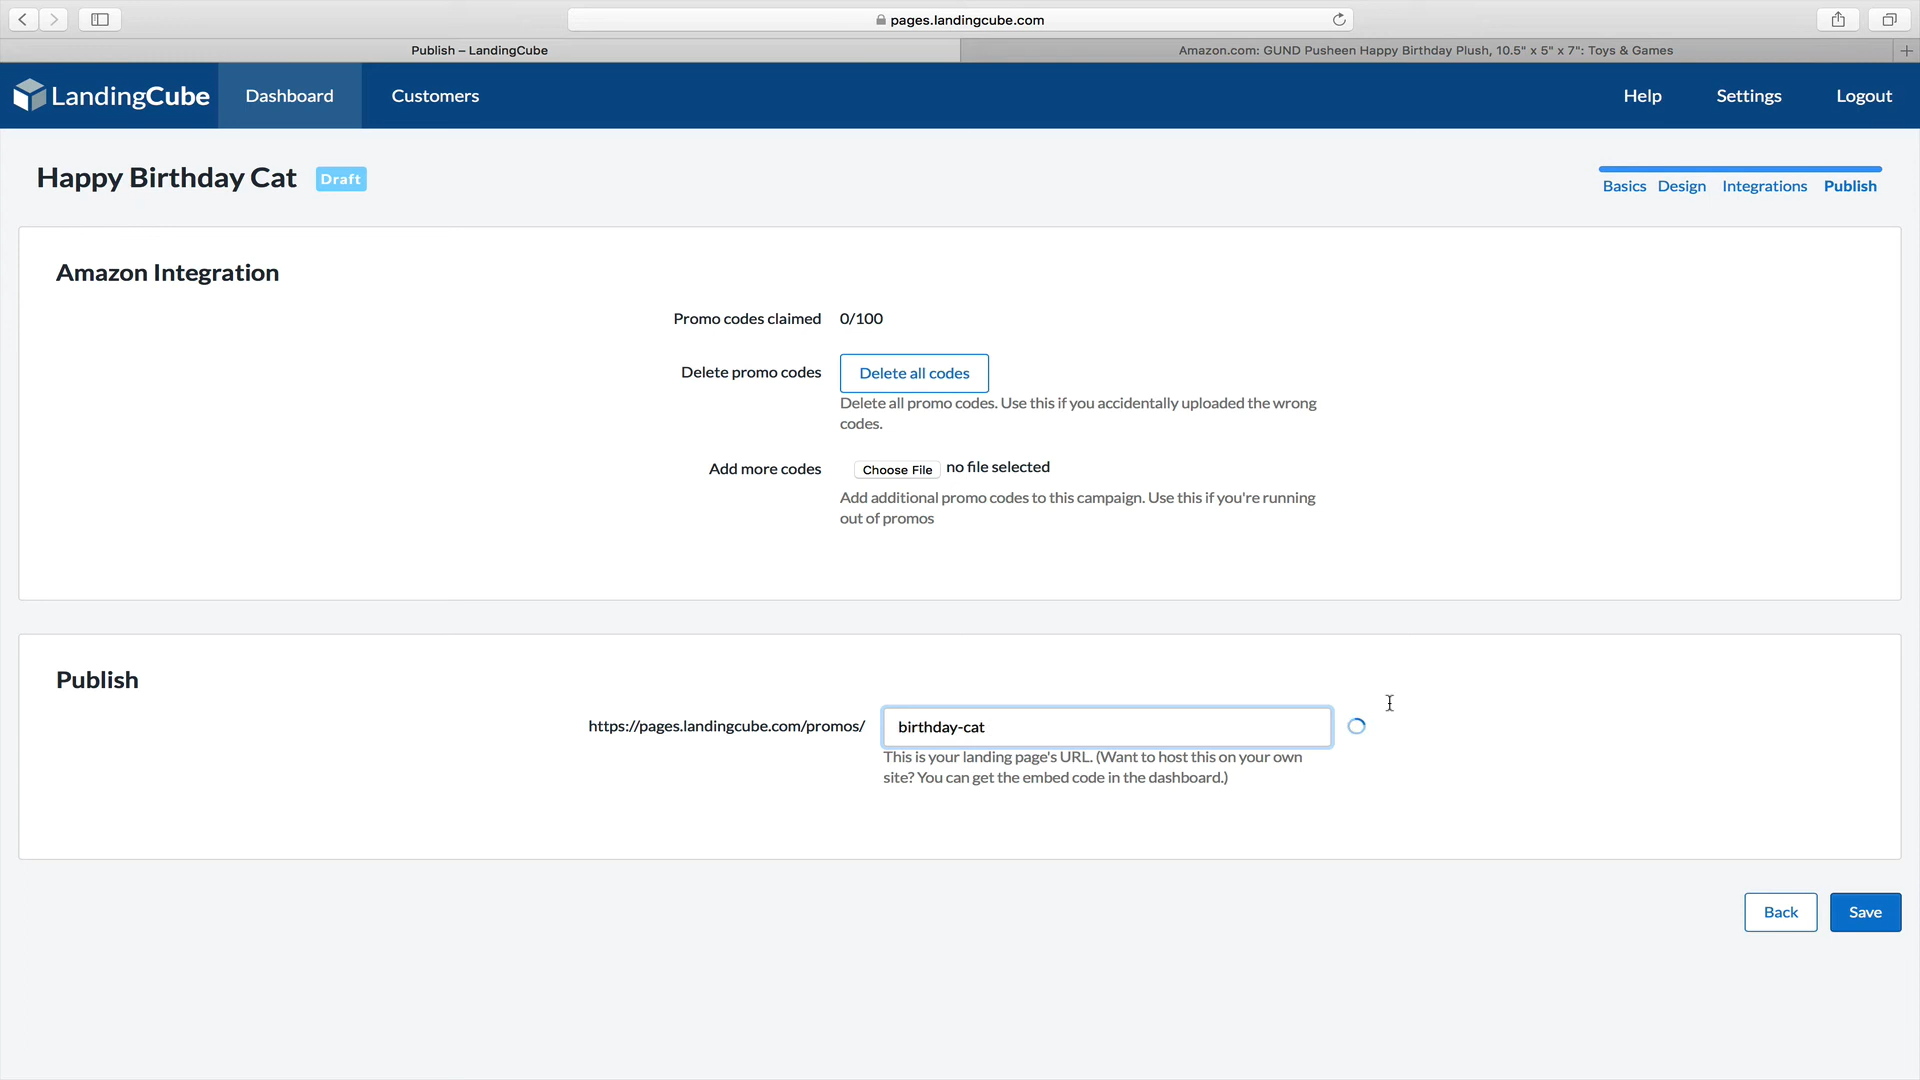 pages.landingcube.com
Publish – LandingCube
Amazon.com: GUND Pusheen Happy Birthday Plush, 10.5" x 5" x 7": Toys & Games
LandingCube
Dashboard
Customers
Help
Settings
Logout
Happy Birthday Cat
Draft
Basics
Design
Integrations
Publish
Amazon Integration
Promo codes claimed
0/100
Delete promo codes
Delete all codes
Delete all promo codes. Use this if you accidentally uploaded the wrong
codes.
Add more codes
Choose File
no file selected
Add additional promo codes to this campaign. Use this if you're running
out of promos
Publish
https://pages.landingcube.com/promos/
birthday-cat
This is your landing page's URL. (Want to host this on your own
site? You can get the embed code in the dashboard.)
Back
Save